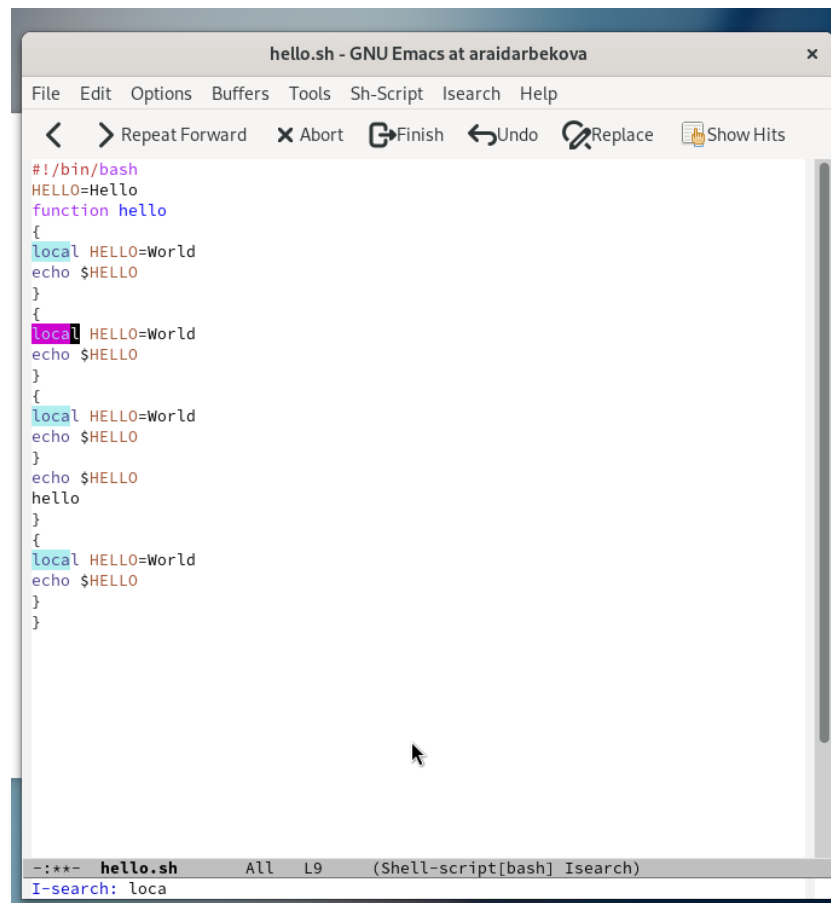 hello.sh - GNU Emacs at araidarbekova ×
File Edit Options Buffers Tools Sh-Script Isearch Help
Repeat Forward Abort Finish Undo Replace Show Hits
#!/bin/bash
HELLO=Hello
function hello
{
local HELLO=World
echo $HELLO
}
{
local HELLO=World
echo $HELLO
}
{
local HELLO=World
echo $HELLO
}
echo $HELLO
hello
}
{
local HELLO=World
echo $HELLO
}
}
-:**- hello.sh All L9 (Shell-script[bash] Isearch)
I-search: loca